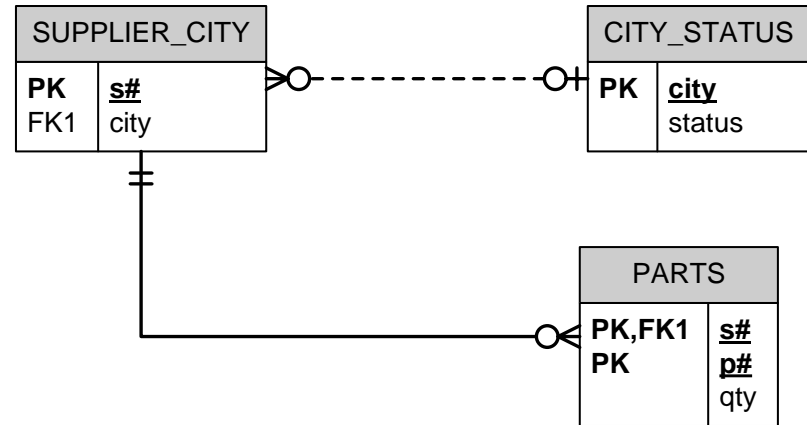 SUPPLIER_CITY
PK s#
FK1 city
CITY_STATUS
PK city
status
PARTS
PK,FK1 s#
PK p#
qty